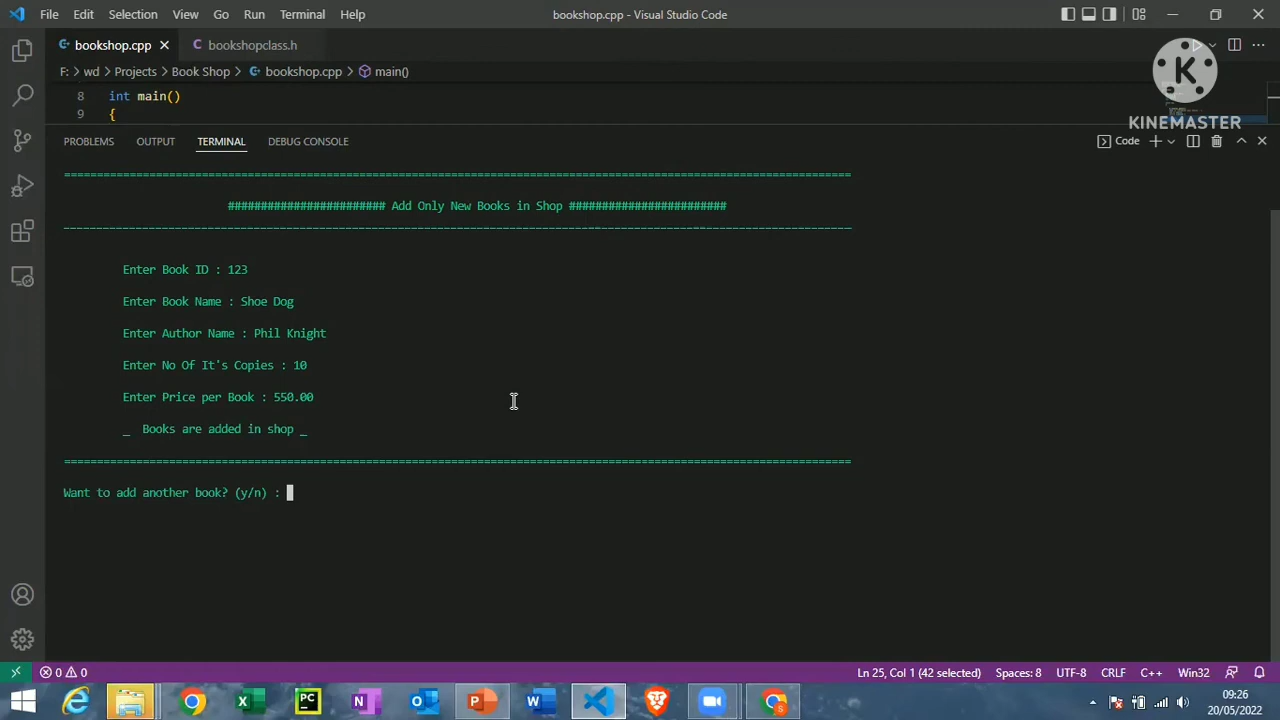 File Edit Selection View Go Run Terminal Help
bookshop.cpp - Visual Studio Code
bookshop.cpp
C bookshopclass.h
F: > wd > Projects > Book Shop > bookshop.cpp > main()
K
KINEMASTER
8 int main()
9 {
PROBLEMS OUTPUT TERMINAL DEBUG CONSOLE
Code
=======================================================================================================================
######################## Add Only New Books in Shop ########################
-----------------------------------------------------------------------------------------------------------------------
Enter Book ID : 123
Enter Book Name : Shoe Dog
Enter Author Name : Phil Knight
Enter No Of It's Copies : 10
Enter Price per Book : 550.00
_ Books are added in shop _
=======================================================================================================================
Want to add another book? (y/n) :
0 0
Ln 25, Col 1 (42 selected) Spaces: 8 UTF-8 CRLF C++ Win32
09:26
20/05/2022